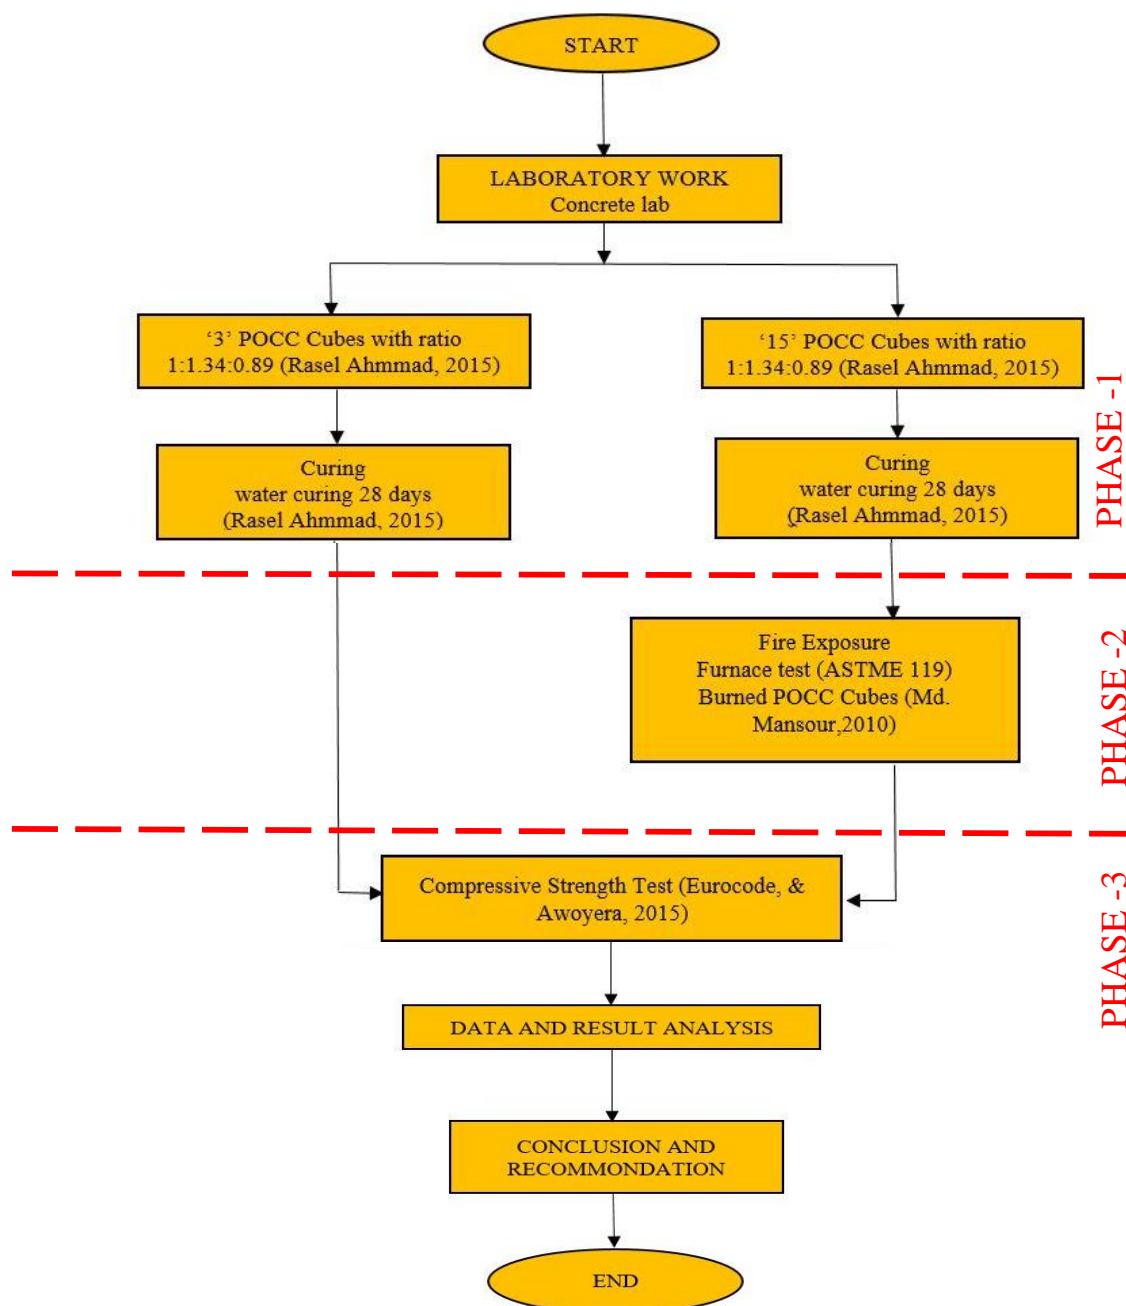 START
LABORATORY WORK
Concrete lab
‘3’ POCC Cubes with ratio
1:1.34:0.89 (Rasel Ahmmad, 2015)
‘15’ POCC Cubes with ratio
1:1.34:0.89 (Rasel Ahmmad, 2015)
Curing
water curing 28 days
(Rasel Ahmmad, 2015)
Curing
water curing 28 days
(Rasel Ahmmad, 2015)
PHASE -1
Fire Exposure
Furnace test (ASTME 119)
Burned POCC Cubes (Md.
Mansour,2010)
PHASE -2
Compressive Strength Test (Eurocode, &
Awoyera, 2015)
DATA AND RESULT ANALYSIS
CONCLUSION AND
RECOMMONDATION
END
PHASE -3